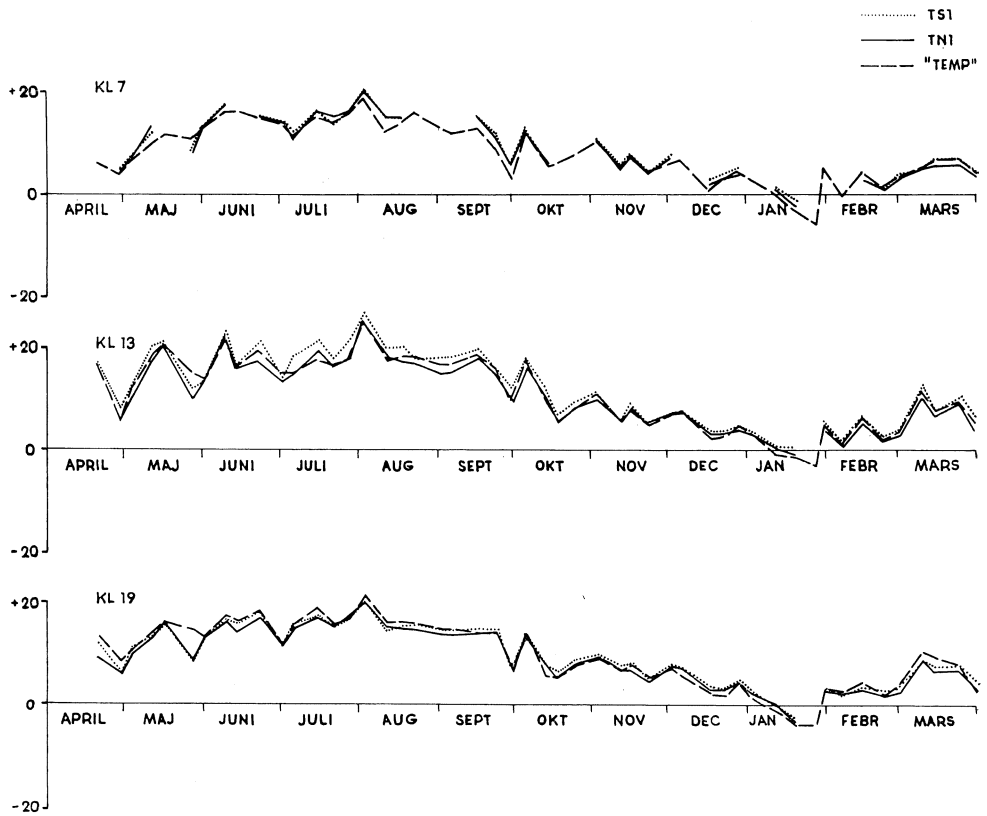 TS1
TN1
"TEMP"
+20
KL 7
0
APRIL MAJ JUNI JULI AUG SEPT OKT NOV DEC JAN FEBR MARS
-20
KL 13
+20
0
APRIL MAJ JUNI JULI AUG SEPT OKT NOV DEC JAN FEBR MARS
-20
KL 19
+20
0
APRIL MAJ JUNI JULI AUG SEPT OKT NOV DEC JAN FEBR MARS
-20